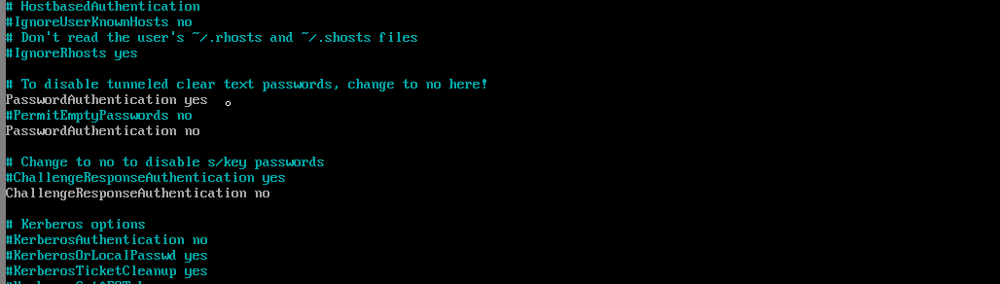 # HostbasedAuthentication
#IgnoreUserKnownHosts no
# Don't read the user's ~/.rhosts and ~/.shosts files
#IgnoreRhosts yes
# To disable tunneled clear text passwords, change to no here!
PasswordAuthentication yes
#PermitEmptyPasswords no
PasswordAuthentication no
# Change to no to disable s/key passwords
#ChallengeResponseAuthentication yes
ChallengeResponseAuthentication no
# Kerberos options
#KerberosAuthentication no
#KerberosOrLocalPasswd yes
#KerberosTicketCleanup yes